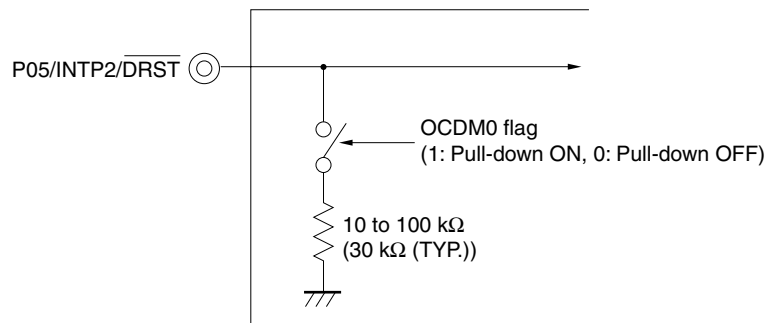 P05/INTP2/D̅R̅S̅T̅
OCDM0 flag
(1: Pull-down ON, 0: Pull-down OFF)
10 to 100 kΩ
(30 kΩ (TYP.))